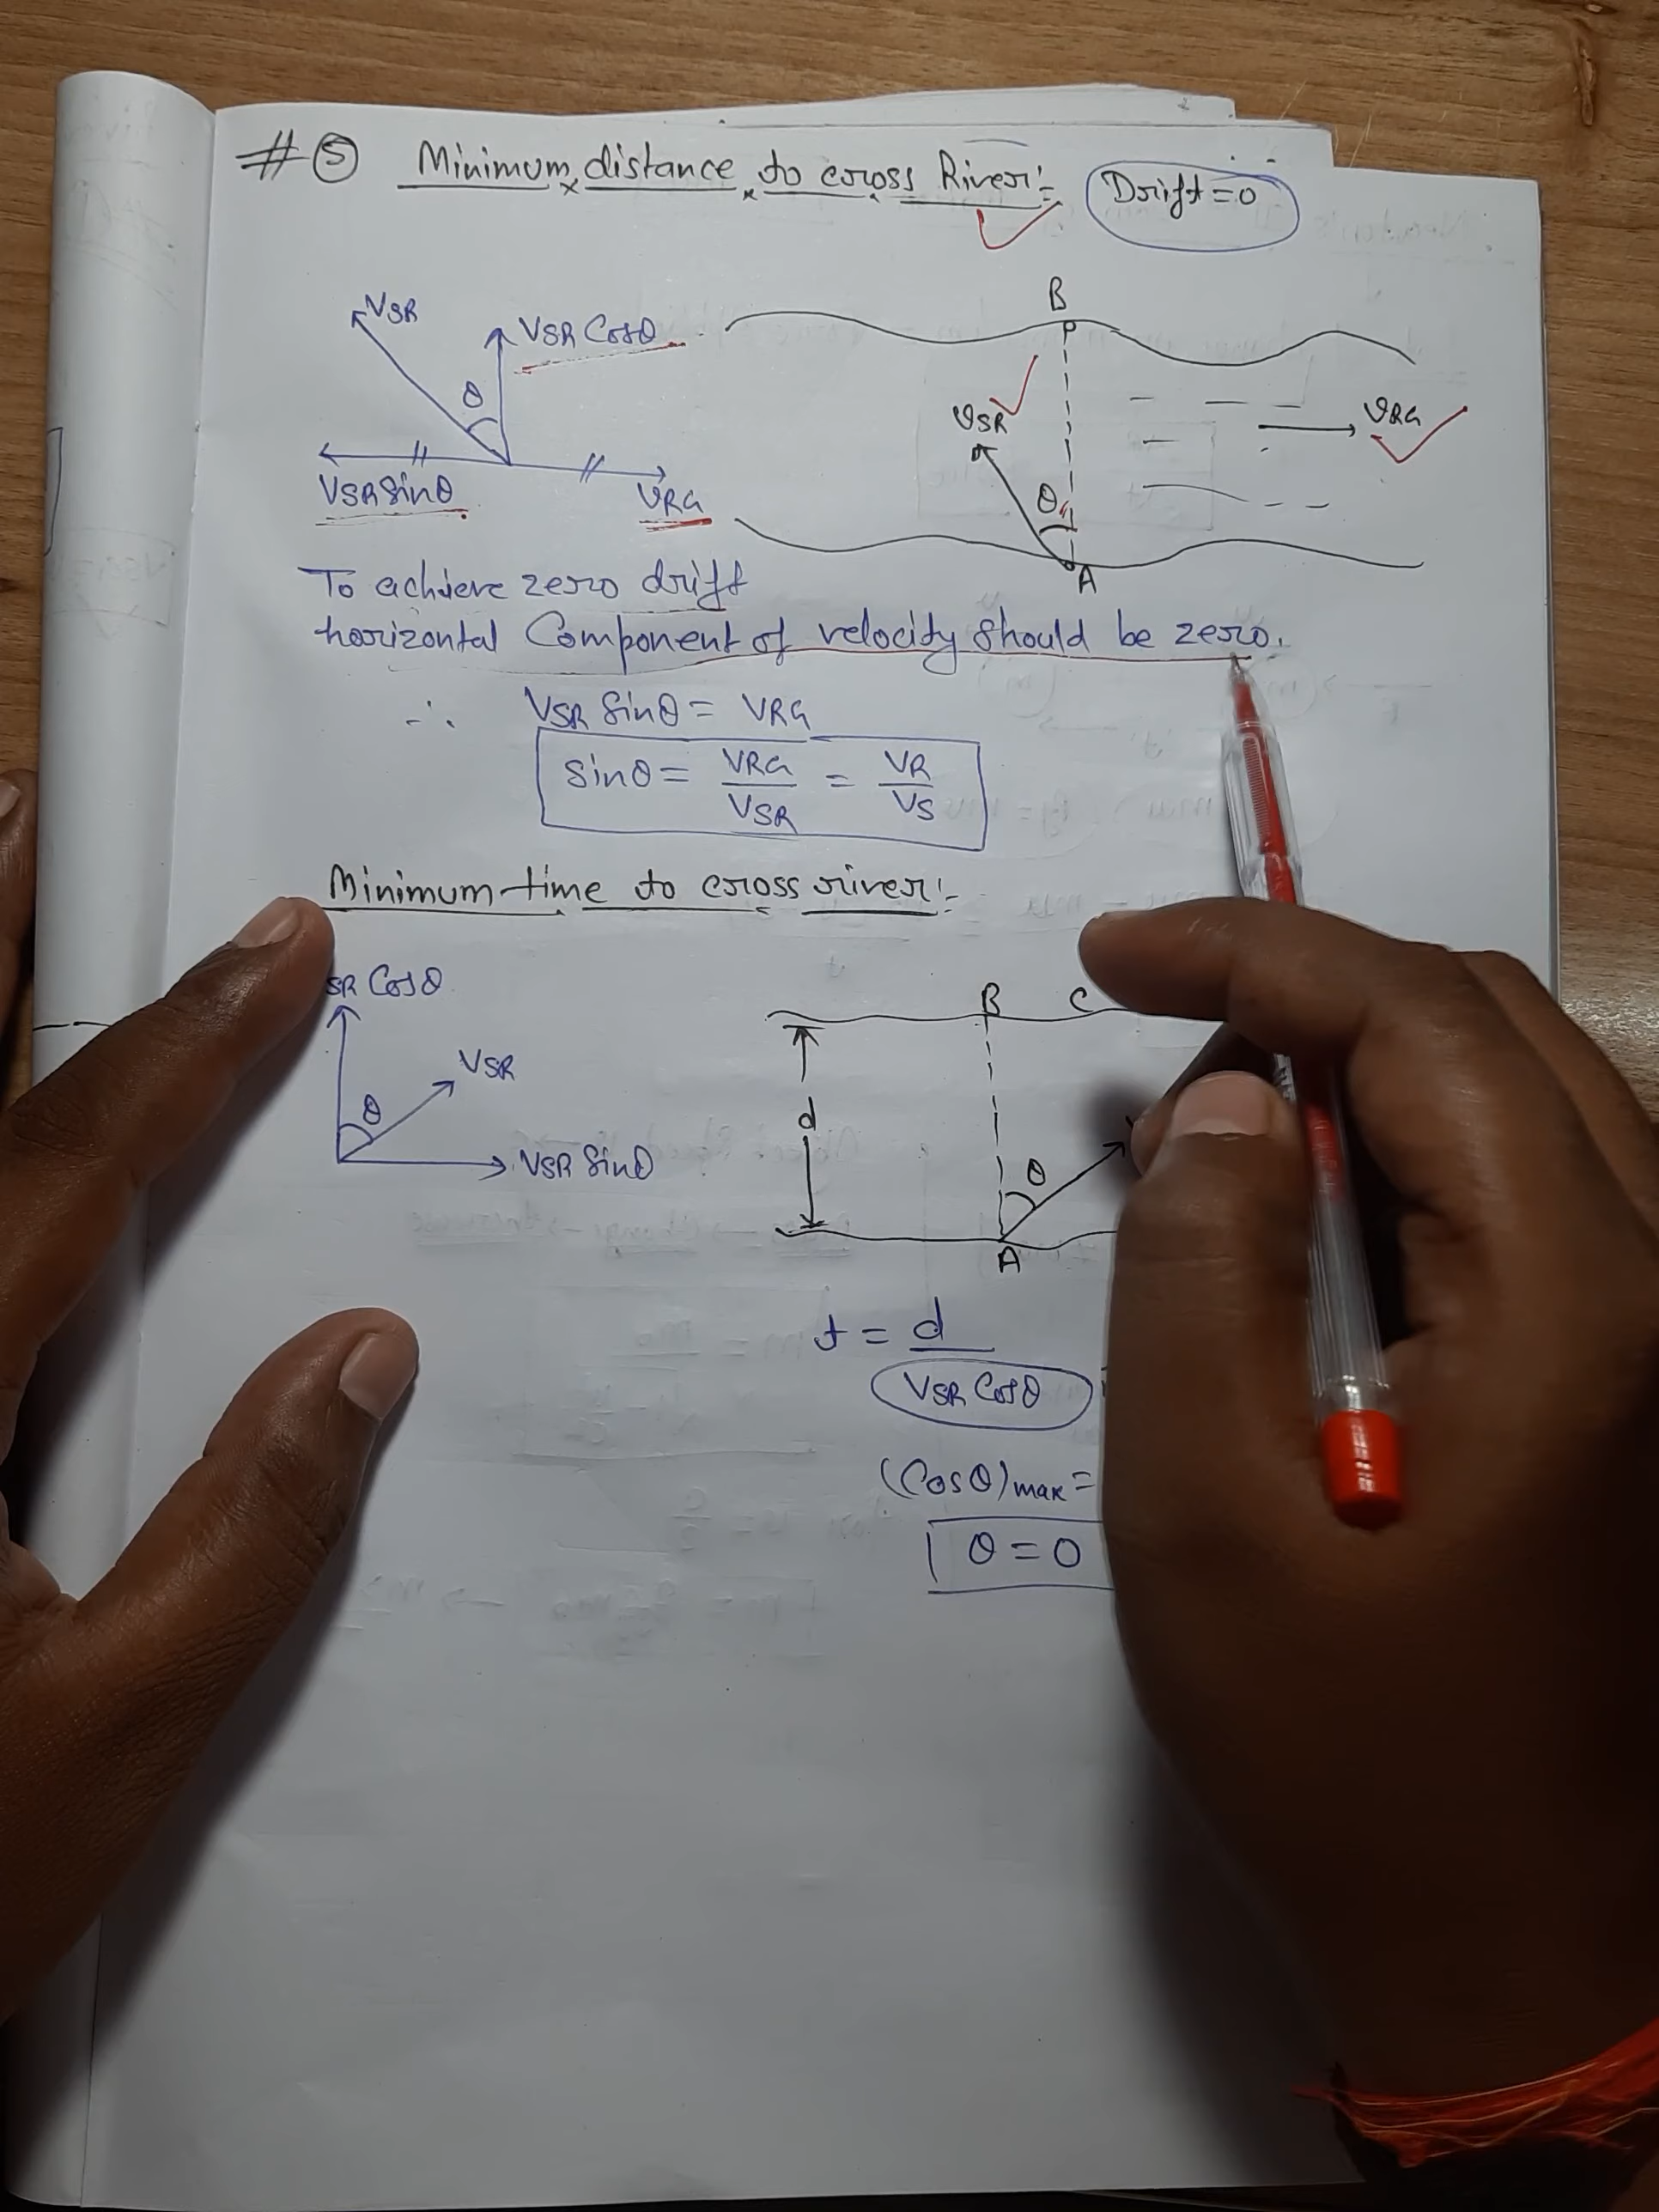 # ⑤ Minimum distance to cross River:- Drift=0
B
VSR
VSR Cosθ
θ
VSR
VRG
VSR Sinθ
VRG
θ
A
To achieve zero drift
horizontal Component of velocity should be zero.
∴ VSR Sinθ = VRG
Sinθ = VRG/VSR = VR/VS
Minimum time to cross river:-
SR Cosθ
B C
VSR
θ
d
VSR Sinθ
θ
A
t = d
VSR Cosθ
(Cosθ)max =
θ = 0